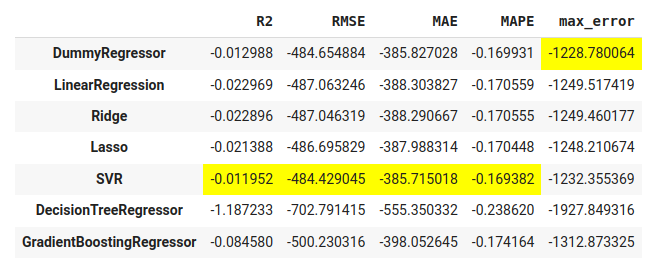 R2 RMSE MAE MAPE max_error
DummyRegressor -0.012988 -484.654884 -385.827028 -0.169931 -1228.780064
LinearRegression -0.022969 -487.063246 -388.303827 -0.170559 -1249.517419
Ridge -0.022896 -487.046319 -388.290667 -0.170555 -1249.460177
Lasso -0.021388 -486.695829 -387.988314 -0.170448 -1248.210674
SVR -0.011952 -484.429045 -385.715018 -0.169382 -1232.355369
DecisionTreeRegressor -1.187233 -702.791415 -555.350332 -0.238620 -1927.849316
GradientBoostingRegressor -0.084580 -500.230316 -398.052645 -0.174164 -1312.873325